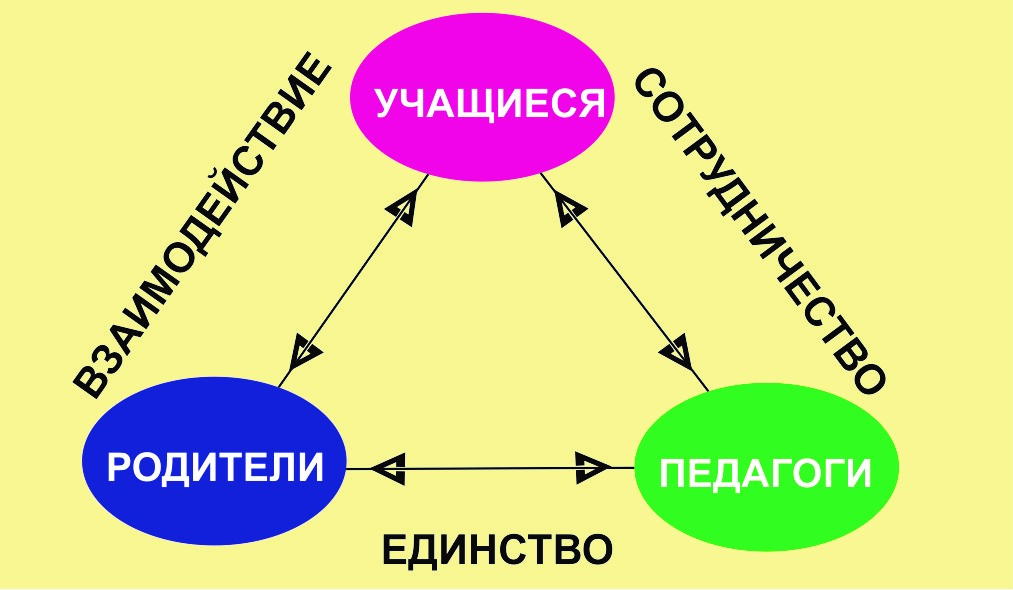 УЧАЩИЕСЯ
ВЗАИМОДЕЙСТВИЕ
СОТРУДНИЧЕСТВО
РОДИТЕЛИ
ПЕДАГОГИ
ЕДИНСТВО